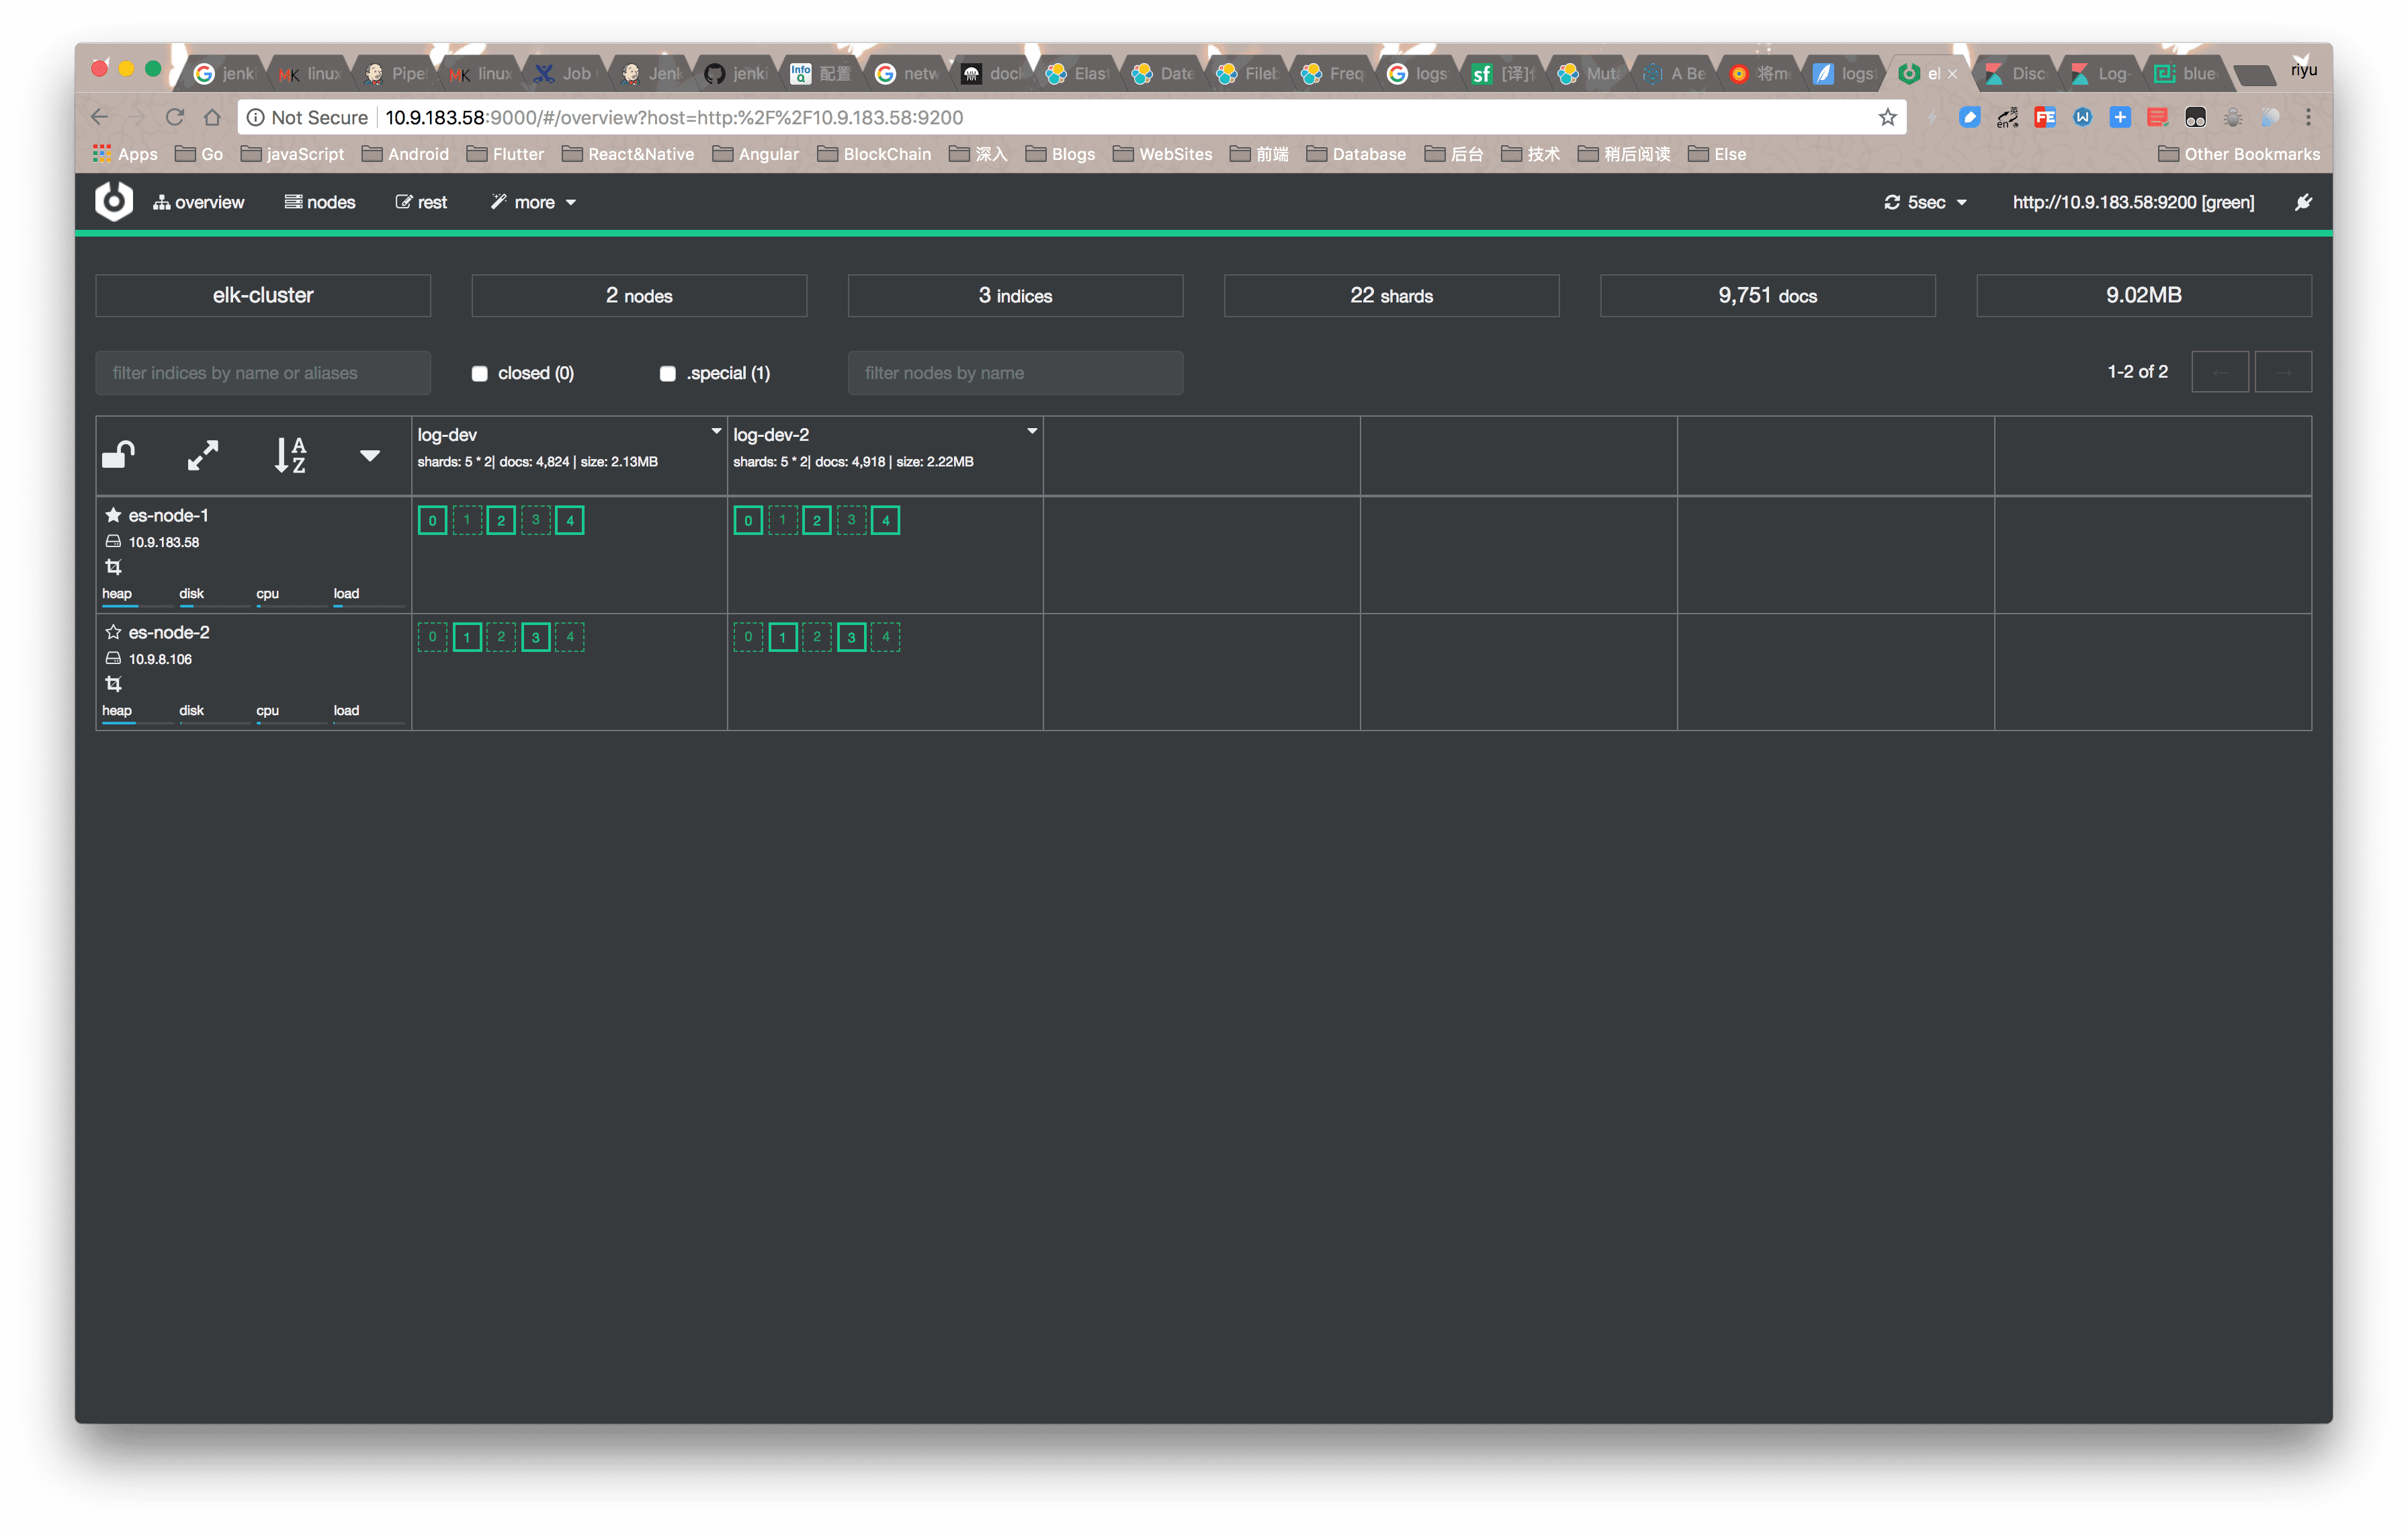 jenki linux Pipel linux Job Jenk jenki Info Q 配置 netw dock Elast Date Fileb Freq logs sf [译] Muta A Be 将m logs el Disc Log- blue riyu
Not Secure 10.9.183.58:9000/#/overview?host=http:%2F%2F10.9.183.58:9200
Apps Go javaScript Android Flutter React&Native Angular BlockChain 深入 Blogs WebSites 前端 Database 后台 技术 稍后阅读 Else Other Bookmarks
overview nodes rest more 5sec http://10.9.183.58:9200 [green]
elk-cluster 2 nodes 3 indices 22 shards 9,751 docs 9.02MB
filter indices by name or aliases closed (0) .special (1) filter nodes by name 1-2 of 2 ← →
log-dev log-dev-2
shards: 5 * 2| docs: 4,824 | size: 2.13MB shards: 5 * 2| docs: 4,918 | size: 2.22MB
es-node-1 0 1 2 3 4 0 1 2 3 4
10.9.183.58
heap disk cpu load
es-node-2 0 1 2 3 4 0 1 2 3 4
10.9.8.106
heap disk cpu load